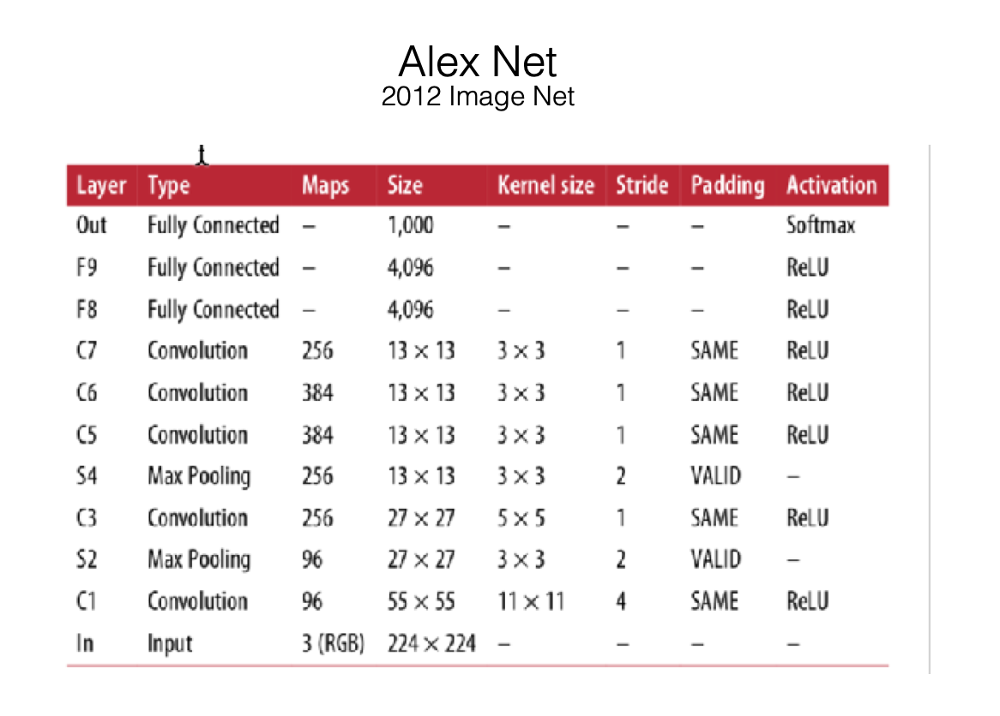 Alex Net
2012 Image Net
Layer Type Maps Size Kernel size Stride Padding Activation
Out Fully Connected – 1,000 – – – Softmax
F9 Fully Connected – 4,096 – – – ReLU
F8 Fully Connected – 4,096 – – – ReLU
C7 Convolution 256 13 × 13 3 × 3 1 SAME ReLU
C6 Convolution 384 13 × 13 3 × 3 1 SAME ReLU
C5 Convolution 384 13 × 13 3 × 3 1 SAME ReLU
S4 Max Pooling 256 13 × 13 3 × 3 2 VALID –
C3 Convolution 256 27 × 27 5 × 5 1 SAME ReLU
S2 Max Pooling 96 27 × 27 3 × 3 2 VALID –
C1 Convolution 96 55 × 55 11 × 11 4 SAME ReLU
In Input 3 (RGB) 224 × 224 – – – –